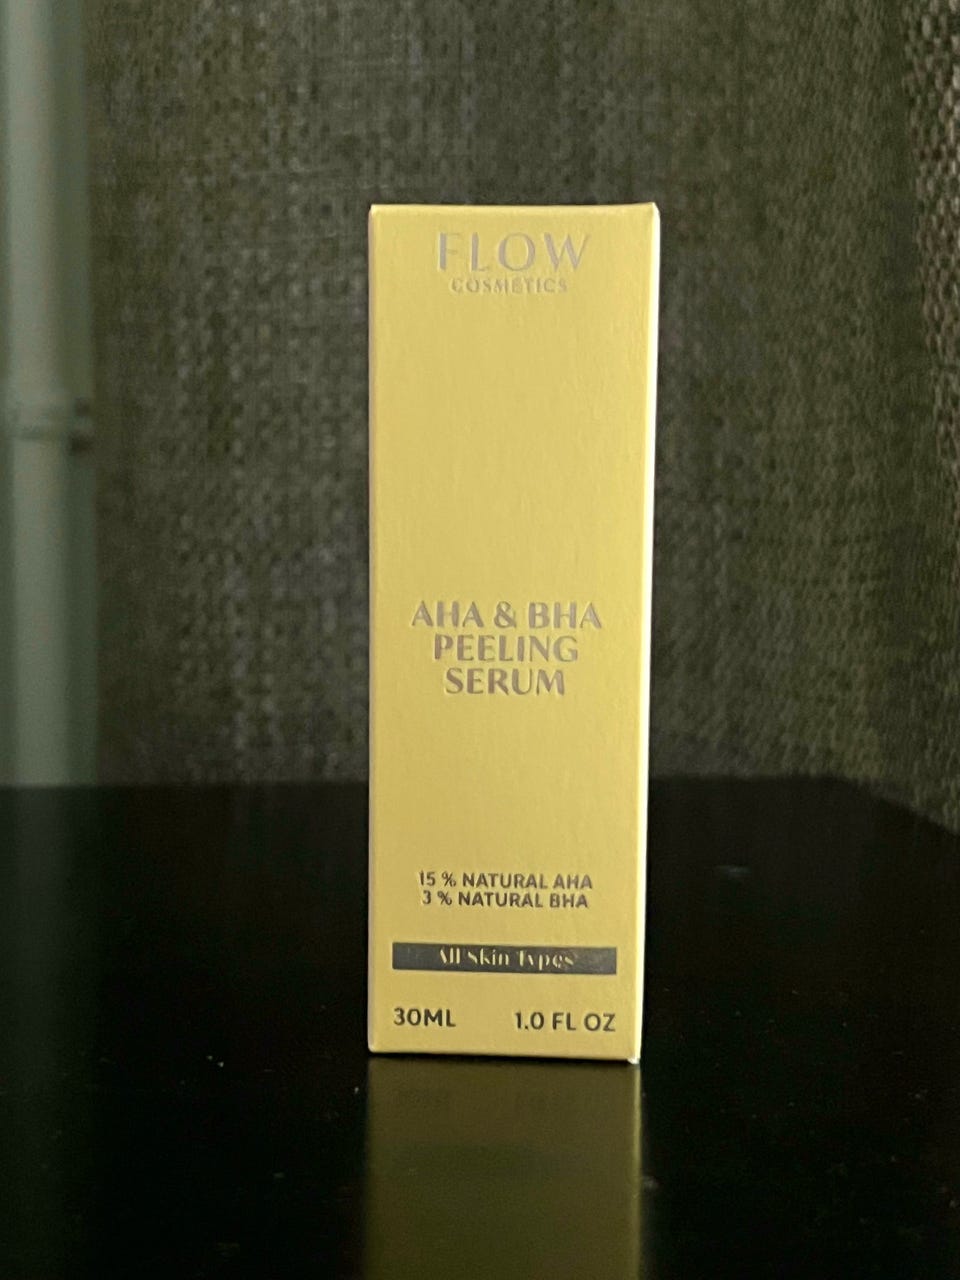 FLOW
COSMETICS
AHA & BHA
PEELING
SERUM
15 % NATURAL AHA
3 % NATURAL BHA
All Skin Types
30ML 1.0 FL OZ